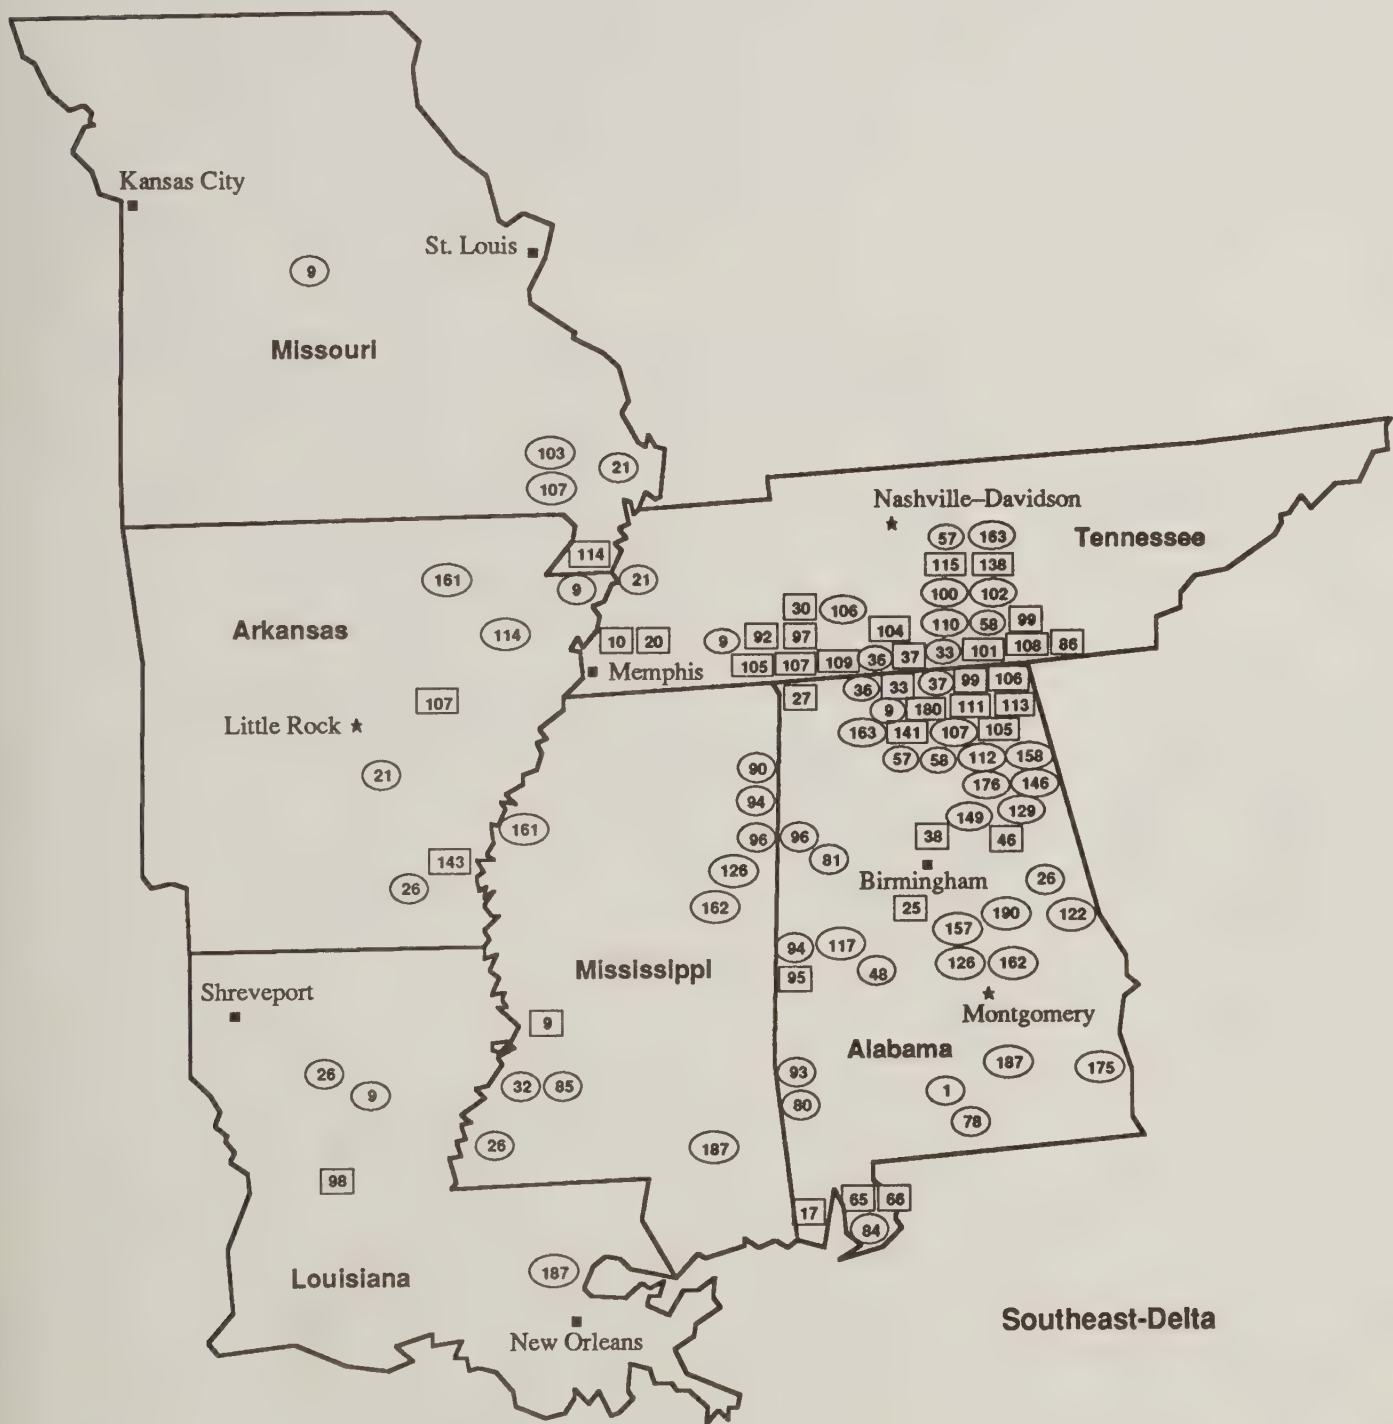 Kansas City
St. Louis
9
Missouri
103
21
107
Nashville–Davidson
57 163
Tennessee
114
115 138
161
9
21
100 102
30 106
Arkansas
114
10 20
9 92 97
104
110 58 99
105 107 109 36 37 33 101 108 86
Memphis
107
27
36 33 37 99 106
Little Rock
9 180 111 113
163 141 107 105
21
90
57 58 112 158
94
176 146
161
149 129
96 96
38 46
143
81
126
Birmingham
26
26
162
25
190 122
157
94 117
Mississippi
48
126 162
95
Shreveport
Montgomery
9
Alabama
26
187
175
9
32 85
93
1
80
78
26
187
98
17
65 66
84
Louisiana
187
Southeast-Delta
New Orleans